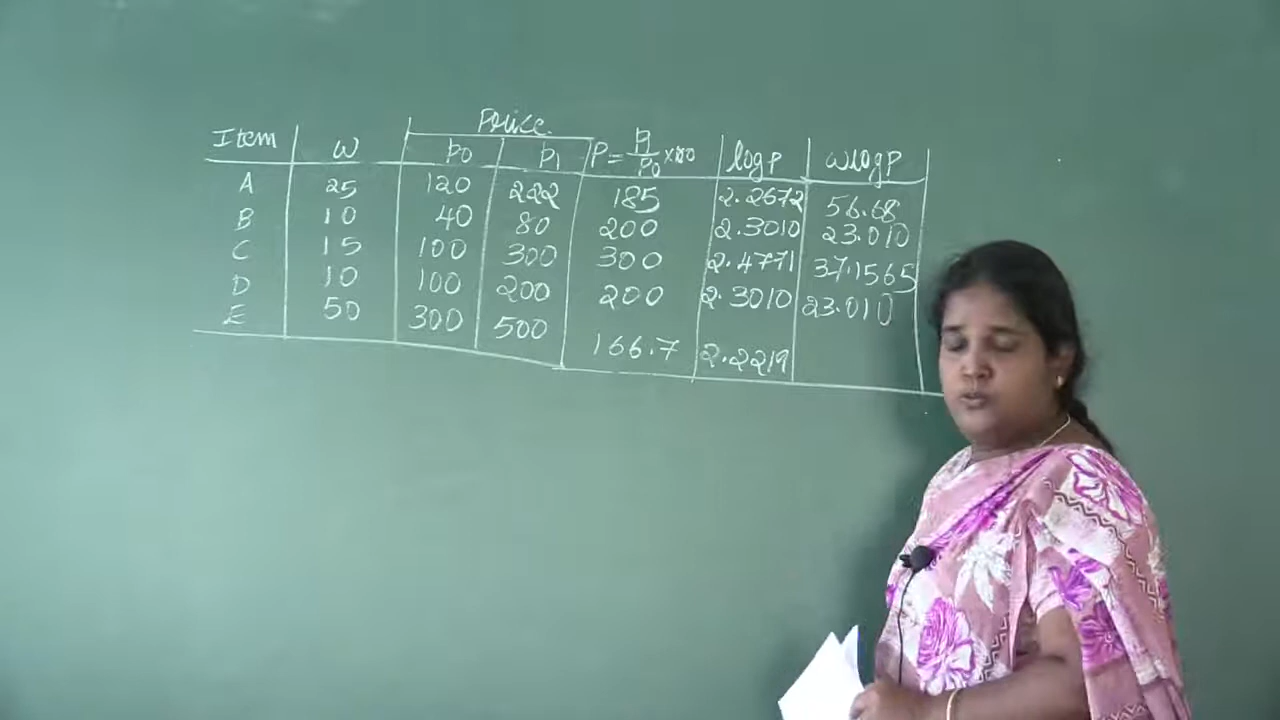 Price
Item W P0 P1 P = P1/P0 ×100 logP wlogP
A 25 120 222 185 2.2672 56.68
B 10 40 80 200 2.3010 23.010
C 15 100 300 300 2.4771 37.1565
D 10 100 200 200 2.3010 23.010
E 50 300 500 166.7 2.2219